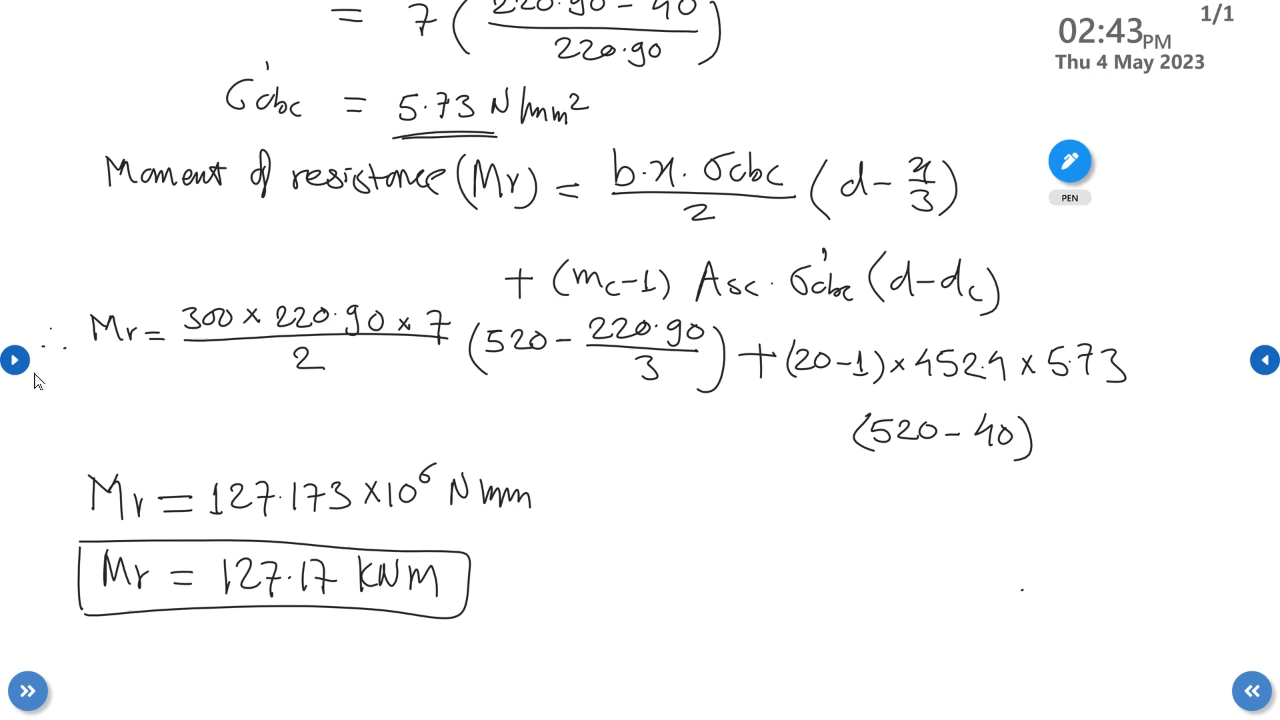 = 7 ( 220.90 - 40 / 220.90 )
1/1
02:43 PM
Thu 4 May 2023
σ'cbc = 5.73 N/mm²
Moment of resistance (Mr) = b.x.σcbc / 2 ( d - x/3 )
PEN
+ (mc-1) Asc. σ'cbc (d-dc)
∴ Mr = 300 × 220.90 × 7 / 2 ( 520 - 220.90 / 3 ) + (20-1) × 452.4 × 5.73
(520 - 40)
Mr = 127.173 × 10⁶ N mm
Mr = 127.17 kNm